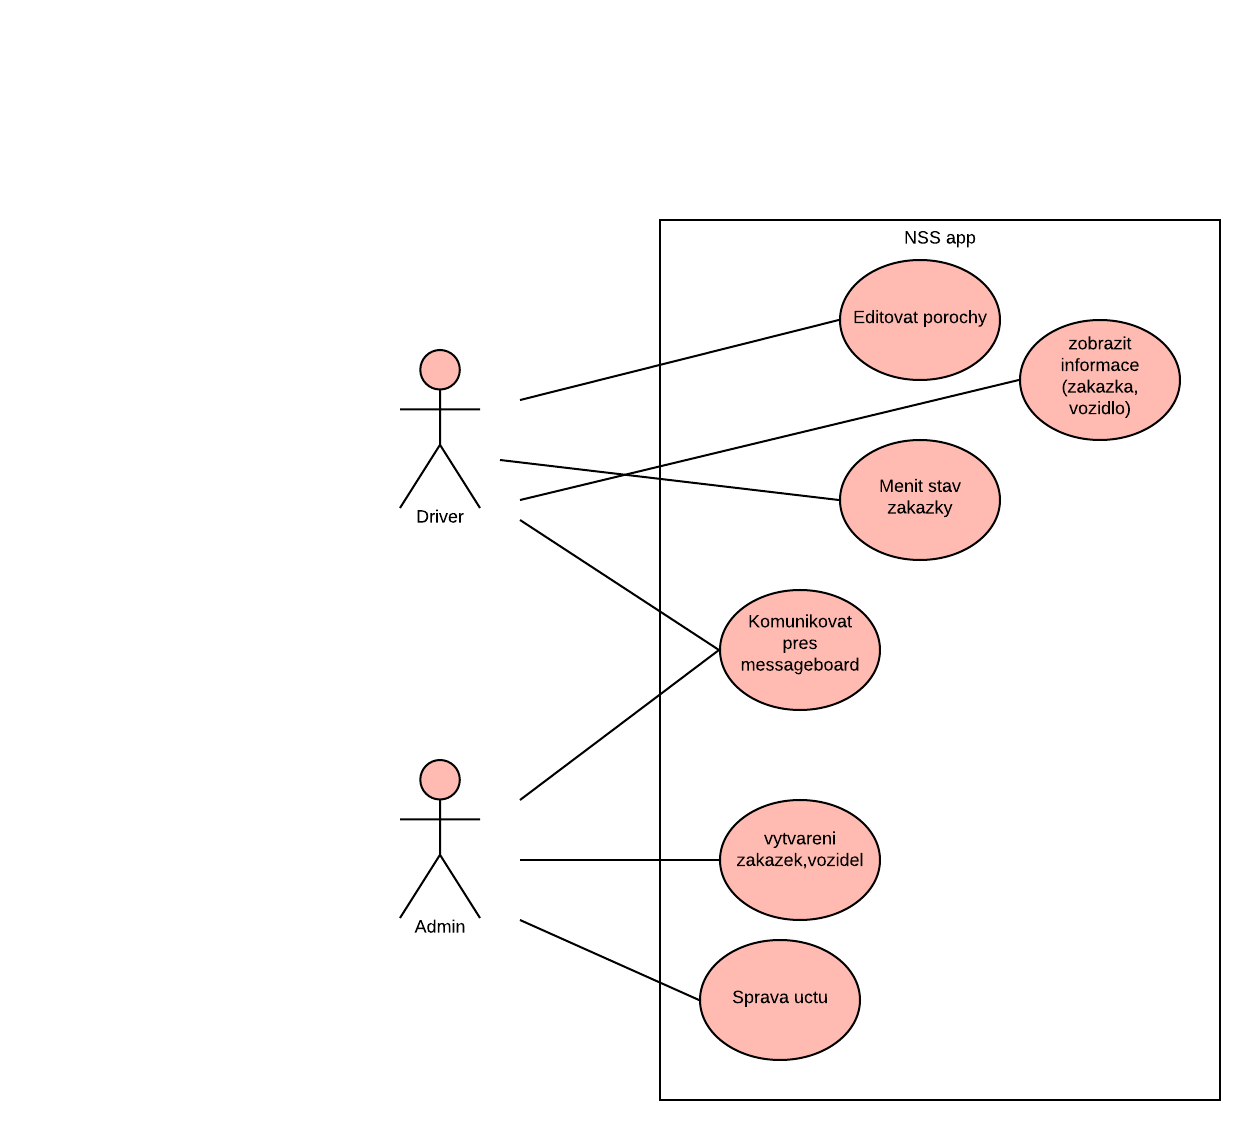 NSS app
Editovat porochy
zobrazit
informace
(zakazka,
vozidlo)
Menit stav
zakazky
Driver
Komunikovat
pres
messageboard
vytvareni
zakazek,vozidel
Admin
Sprava uctu